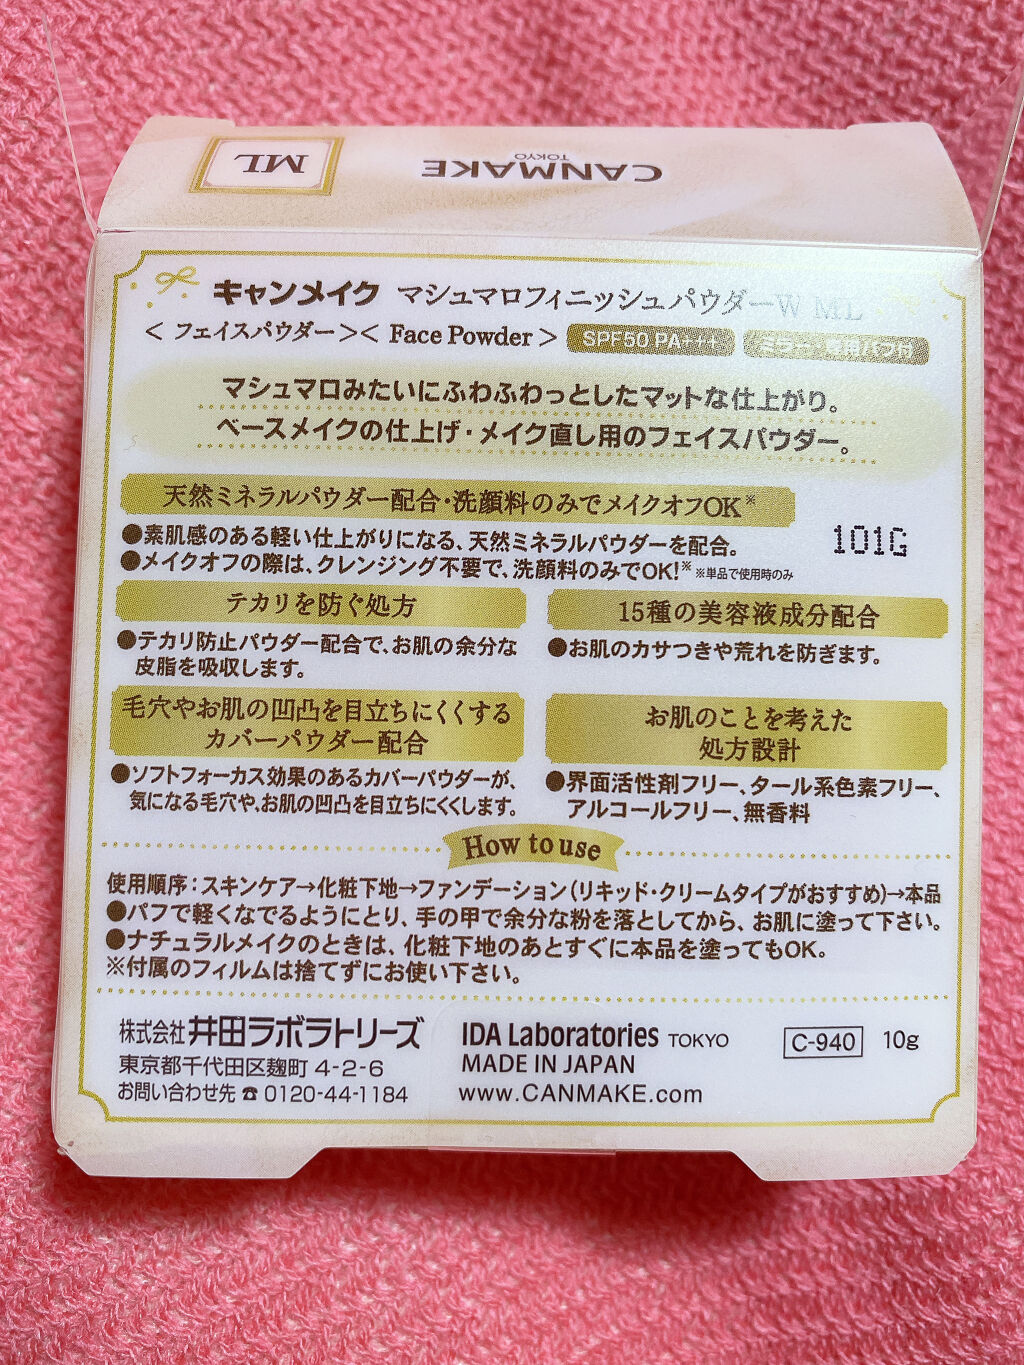 ML
CANMAKE
TOKYO
キャンメイク マシュマロフィニッシュパウダーW ML
<フェイスパウダー>< Face Powder > SPF50 PA+++ ミラー・専用パフ付
マシュマロみたいにふわふわっとしたマットな仕上がり。
ベースメイクの仕上げ・メイク直し用のフェイスパウダー。
天然ミネラルパウダー配合・洗顔料のみでメイクオフOK※
●素肌感のある軽い仕上がりになる、天然ミネラルパウダーを配合。
●メイクオフの際は、クレンジング不要で、洗顔料のみでOK!※ ※単品で使用時のみ
101G
テカリを防ぐ処方
●テカリ防止パウダー配合で、お肌の余分な
皮脂を吸収します。
15種の美容液成分配合
●お肌のカサつきや荒れを防ぎます。
毛穴やお肌の凹凸を目立ちにくくする
カバーパウダー配合
●ソフトフォーカス効果のあるカバーパウダーが、
気になる毛穴や、お肌の凹凸を目立ちにくくします。
お肌のことを考えた
処方設計
●界面活性剤フリー、タール系色素フリー、
アルコールフリー、無香料
How to use
使用順序:スキンケア→化粧下地→ファンデーション(リキッド・クリームタイプがおすすめ)→本品
●パフで軽くなでるようにとり、手の甲で余分な粉を落としてから、お肌に塗って下さい。
●ナチュラルメイクのときは、化粧下地のあとすぐに本品を塗ってもOK。
※付属のフィルムは捨てずにお使い下さい。
株式会社井田ラボラトリーズ
東京都千代田区麹町 4-2-6
お問い合わせ先 ☎ 0120-44-1184
IDA Laboratories TOKYO
MADE IN JAPAN
www.CANMAKE.com
C-940 10g